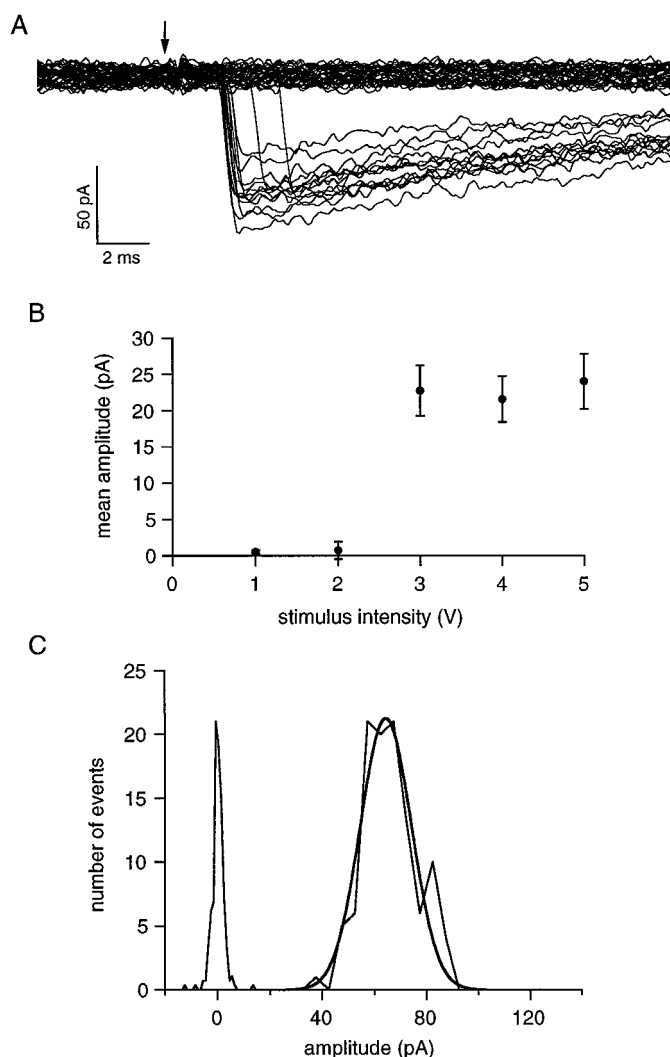 A
50 pA
2 ms
B
mean amplitude (pA)
30
25
20
15
10
5
0
0 1 2 3 4 5
stimulus intensity (V)
C
number of events
25
20
15
10
5
0
0 40 80 120
amplitude (pA)